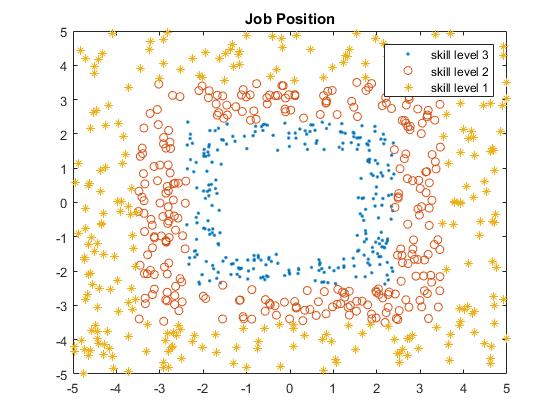 Job Position
skill level 3
skill level 2
skill level 1
5
4
3
2
1
0
-1
-2
-3
-4
-5
-5 -4 -3 -2 -1 0 1 2 3 4 5